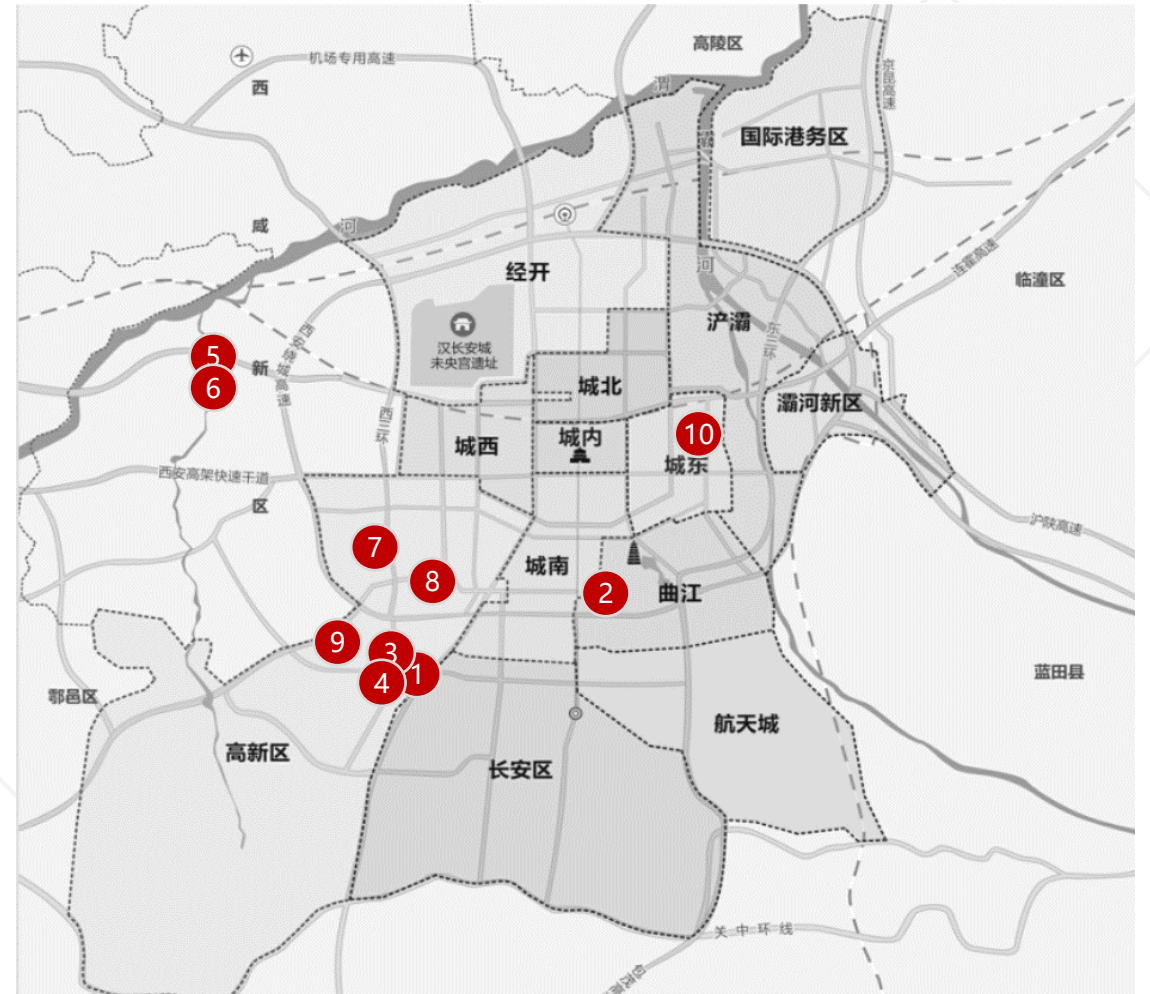 高陵区
机场专用高速
京昆高速
西
渭
国际港务区
灞
咸
河
河
经开
连霍高速
临潼区
浐灞
东三环
汉长安城
未央宫遗址
西安绕城高速
5
新
6
城北
灞河新区
西三环
城内
10
城西
城东
西安高架快速干道
区
沪陕高速
7
城南
8
2
曲江
9
3
1
4
蓝田县
鄠邑区
航天城
高新区
长安区
关中环线